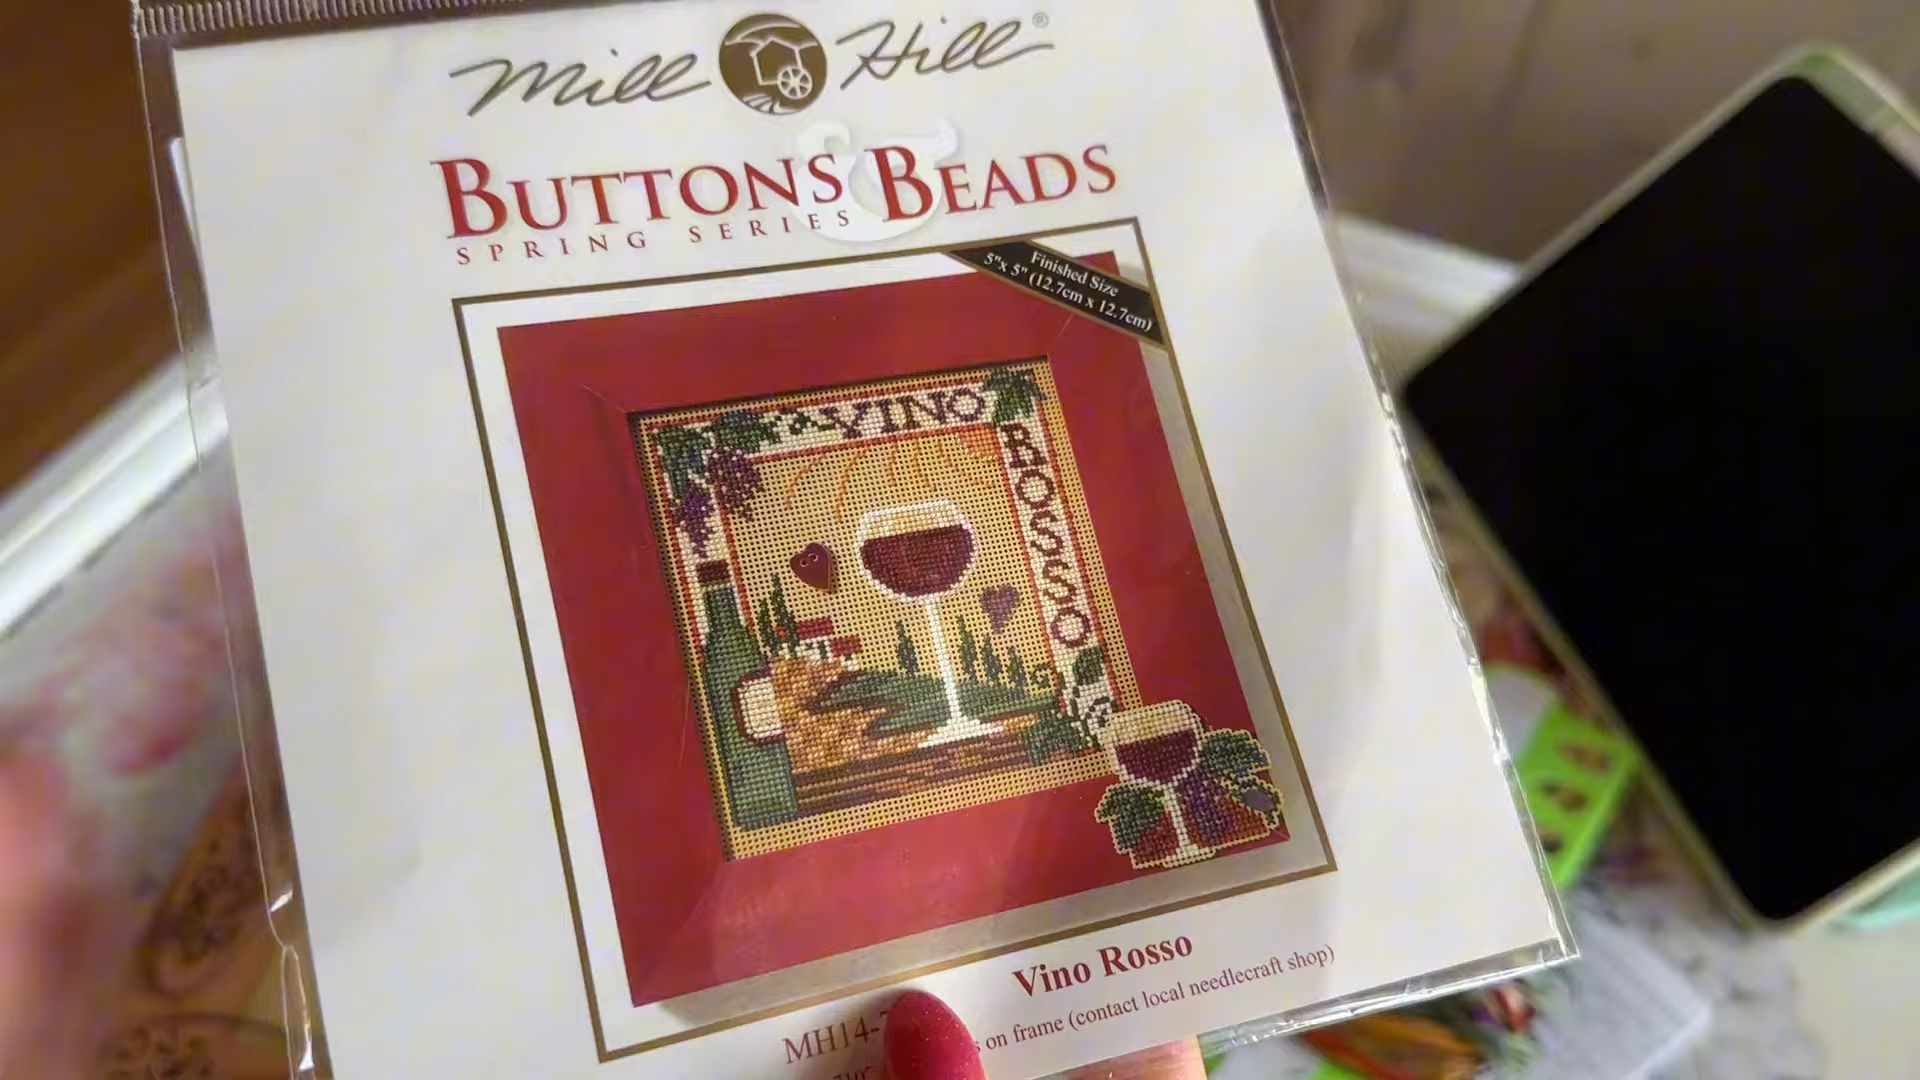 Mill Hill®
BUTTONS & BEADS
SPRING SERIES
Finished Size
5"x 5" (12.7cm x 12.7cm)
VINO
ROSSO
Vino Rosso
MH14-
on frame (contact local needlecraft shop)